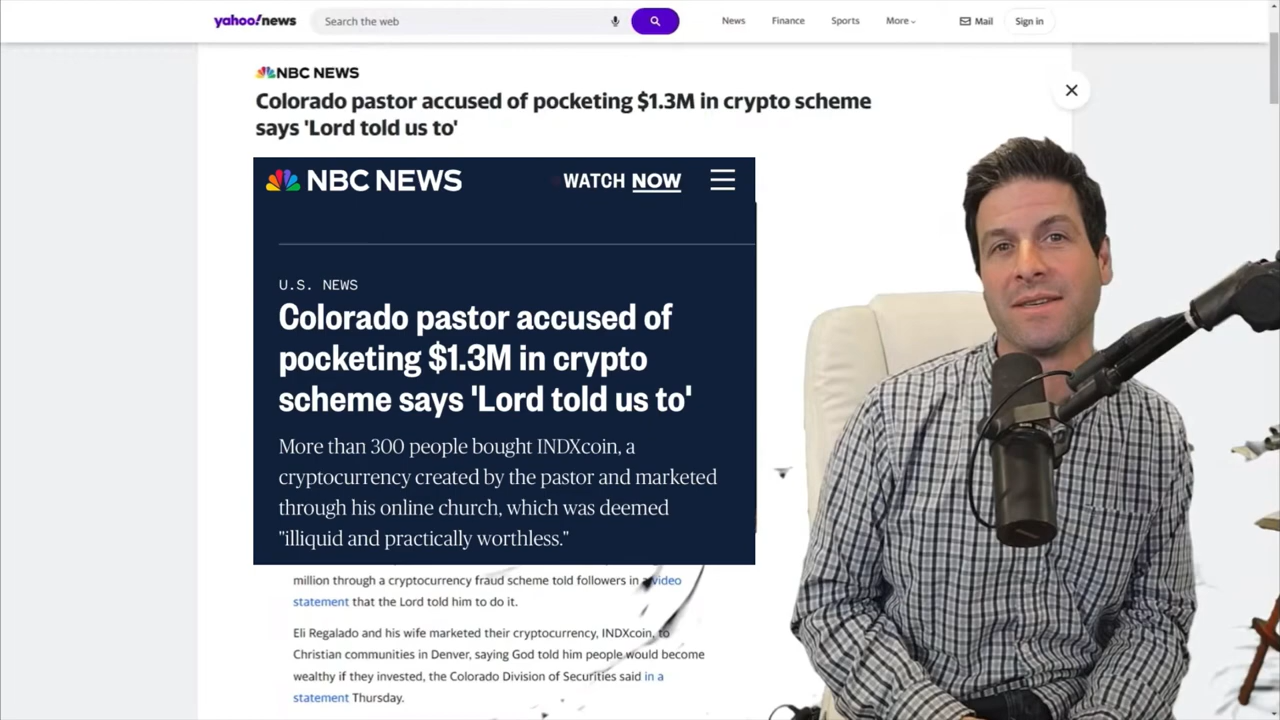 yahoo!news
Search the web
News
Finance
Sports
More
Mail
Sign in
NBC NEWS
Colorado pastor accused of pocketing $1.3M in crypto scheme
says 'Lord told us to'
NBC NEWS
WATCH NOW
U.S. NEWS
Colorado pastor accused of
pocketing $1.3M in crypto
scheme says 'Lord told us to'
More than 300 people bought INDXcoin, a
cryptocurrency created by the pastor and marketed
through his online church, which was deemed
"illiquid and practically worthless."
million through a cryptocurrency fraud scheme told followers in a video
statement that the Lord told him to do it.
Eli Regalado and his wife marketed their cryptocurrency, INDXcoin, to
Christian communities in Denver, saying God told him people would become
wealthy if they invested, the Colorado Division of Securities said in a
statement Thursday.